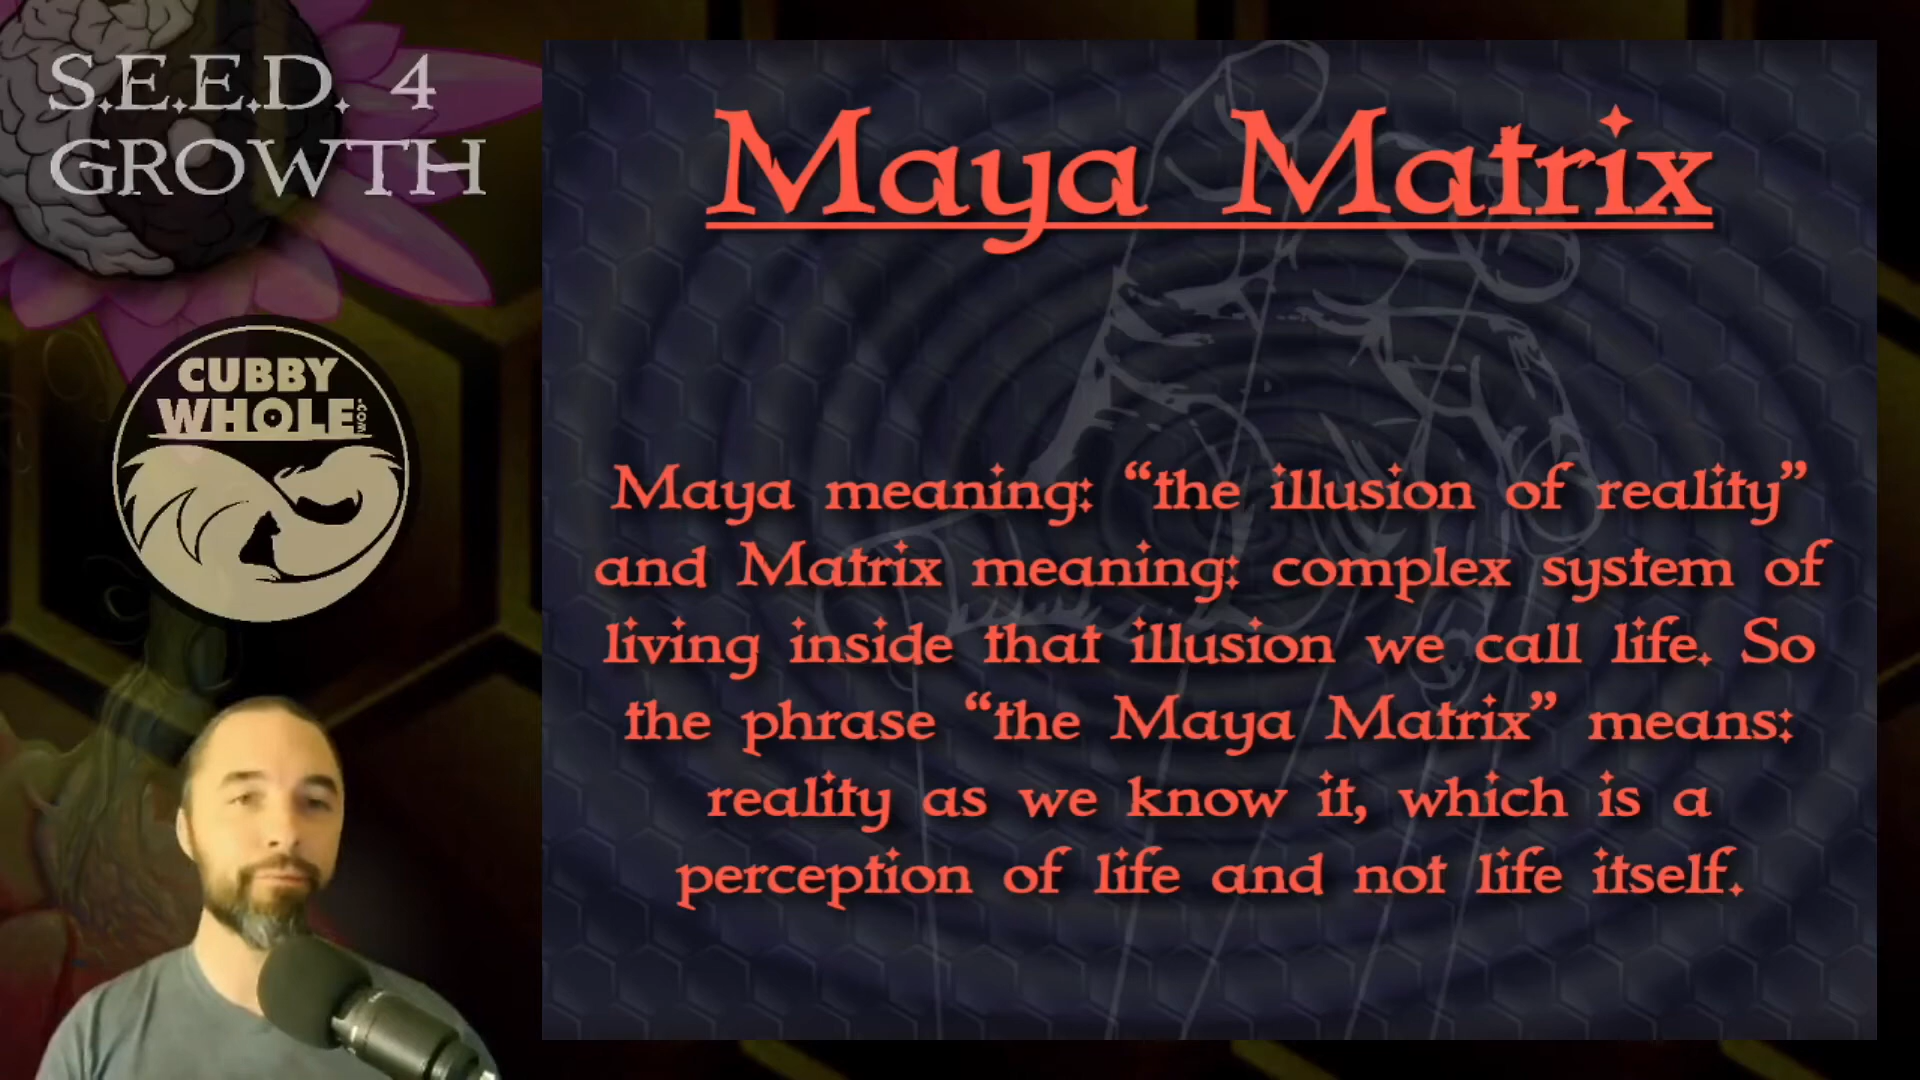 S.E.E.D. 4
GROWTH
CUBBY
WHOLE.COM
Maya Matrix
Maya meaning: “the illusion of reality”
and Matrix meaning: complex system of
living inside that illusion we call life. So
the phrase “the Maya Matrix” means:
reality as we know it, which is a
perception of life and not life itself.